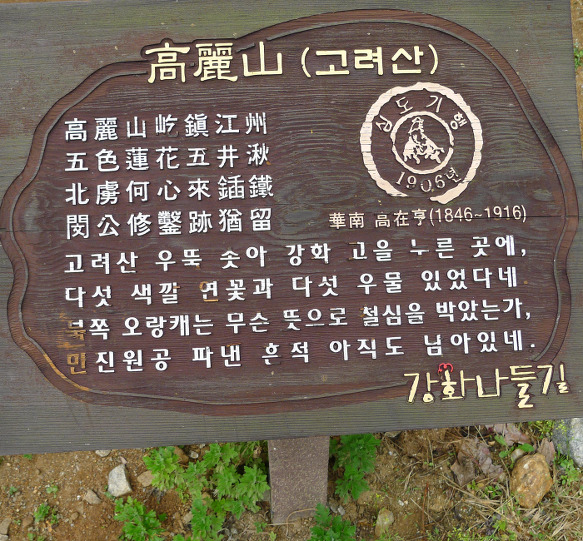 高麗山 (고려산)
심도기행
1906년
高麗山屹鎭江州
五色蓮花五井湫
北虜何心來鍤鐵
閔公修鑿跡猶留
華南 高在亨(1846~1916)
고려산 우뚝 솟아 강화 고을 누른 곳에,
다섯 색깔 연꽃과 다섯 우물 있었다네
북쪽 오랑캐는 무슨 뜻으로 철심을 박았는가,
민진원공 파낸 흔적 아직도 남아있네.
강화나들길